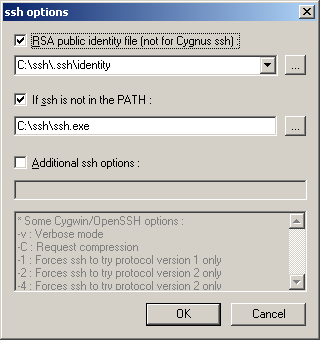 ssh options
RSA public identity file (not for Cygnus ssh) :
C:\ssh\.ssh\identity
...
If ssh is not in the PATH :
C:\ssh\ssh.exe
...
Additional ssh options :
* Some Cygwin/OpenSSH options :
-v : Verbose mode
-C : Request compression
-1 : Forces ssh to try protocol version 1 only
-2 : Forces ssh to try protocol version 2 only
-4 : Forces ssh to try protocol version 2 only
OK
Cancel